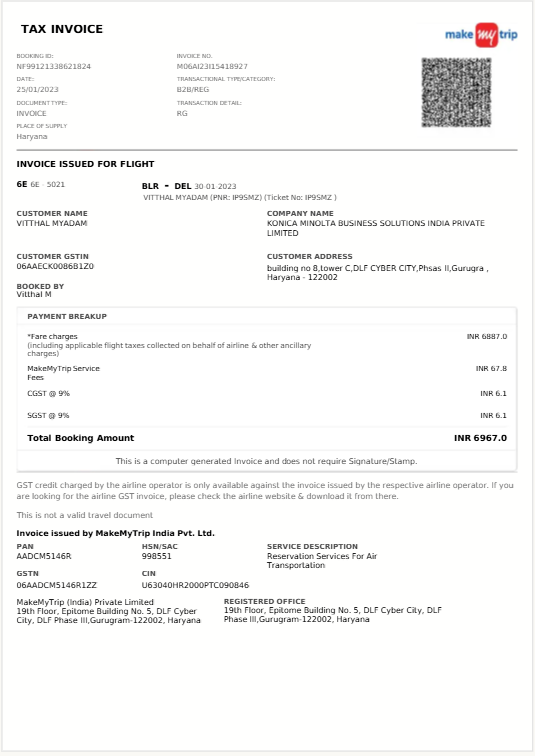 TAX INVOICE
make my trip
BOOKING ID:
NF99121338621824
INVOICE NO.
M06AI23I15418927
DATE:
25/01/2023
TRANSACTIONAL TYPE/CATEGORY:
B2B/REG
DOCUMENT TYPE:
INVOICE
TRANSACTION DETAIL:
RG
PLACE OF SUPPLY
Haryana
INVOICE ISSUED FOR FLIGHT
6E 6E - 5021
BLR - DEL 30-01-2023
VITTHAL MYADAM (PNR: IP9SMZ) (Ticket No: IP9SMZ )
CUSTOMER NAME
VITTHAL MYADAM
COMPANY NAME
KONICA MINOLTA BUSINESS SOLUTIONS INDIA PRIVATE
LIMITED
CUSTOMER GSTIN
06AAECK0086B1Z0
CUSTOMER ADDRESS
building no 8,tower C,DLF CYBER CITY,Phsas II,Gurugra ,
Haryana - 122002
BOOKED BY
Vitthal M
PAYMENT BREAKUP
*Fare charges INR 6887.0
(including applicable flight taxes collected on behalf of airline & other ancillary
charges)
MakeMyTrip Service INR 67.8
Fees
CGST @ 9% INR 6.1
SGST @ 9% INR 6.1
Total Booking Amount INR 6967.0
This is a computer generated Invoice and does not require Signature/Stamp.
GST credit charged by the airline operator is only available against the invoice issued by the respective airline operator. If you
are looking for the airline GST invoice, please check the airline website & download it from there.
This is not a valid travel document
Invoice issued by MakeMyTrip India Pvt. Ltd.
PAN
AADCM5146R
HSN/SAC
998551
SERVICE DESCRIPTION
Reservation Services For Air
Transportation
GSTN
06AADCM5146R1ZZ
CIN
U63040HR2000PTC090846
MakeMyTrip (India) Private Limited
19th Floor, Epitome Building No. 5, DLF Cyber
City, DLF Phase III,Gurugram-122002, Haryana
REGISTERED OFFICE
19th Floor, Epitome Building No. 5, DLF Cyber City, DLF
Phase III,Gurugram-122002, Haryana